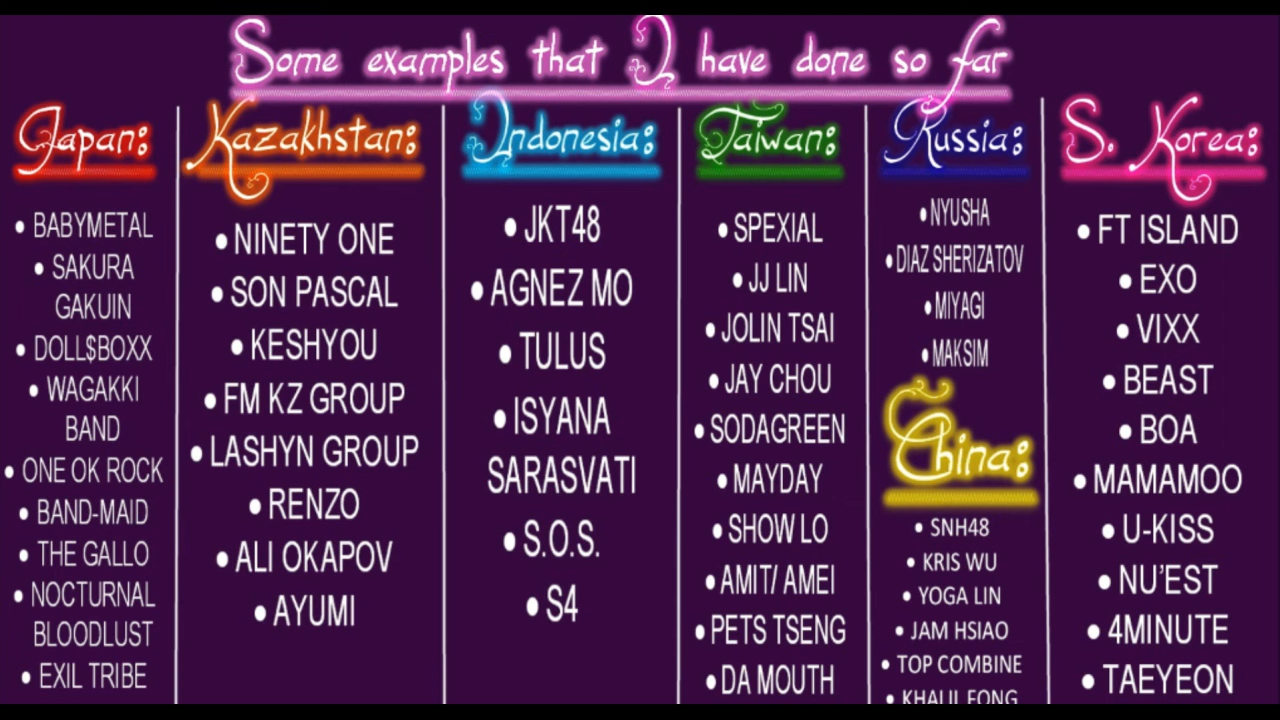 Some examples that I have done so far
Japan:
• BABYMETAL
• SAKURA
GAKUIN
• DOLL$BOXX
• WAGAKKI
BAND
• ONE OK ROCK
• BAND-MAID
• THE GALLO
• NOCTURNAL
BLOODLUST
• EXIL TRIBE
Kazakhstan:
• NINETY ONE
• SON PASCAL
• KESHYOU
• FM KZ GROUP
• LASHYN GROUP
• RENZO
• ALI OKAPOV
• AYUMI
Indonesia:
• JKT48
• AGNEZ MO
• TULUS
• ISYANA
SARASVATI
• S.O.S.
• S4
Taiwan:
• SPEXIAL
• JJ LIN
• JOLIN TSAI
• JAY CHOU
• SODAGREEN
• MAYDAY
• SHOW LO
• AMIT/ AMEI
• PETS TSENG
• DA MOUTH
Russia:
• NYUSHA
• DIAZ SHERIZATOV
• MIYAGI
• MAKSIM
China:
• SNH48
• KRIS WU
• YOGA LIN
• JAM HSIAO
• TOP COMBINE
• KHALIL FONG
S. Korea:
• FT ISLAND
• EXO
• VIXX
• BEAST
• BOA
• MAMAMOO
• U-KISS
• NU’EST
• 4MINUTE
• TAEYEON